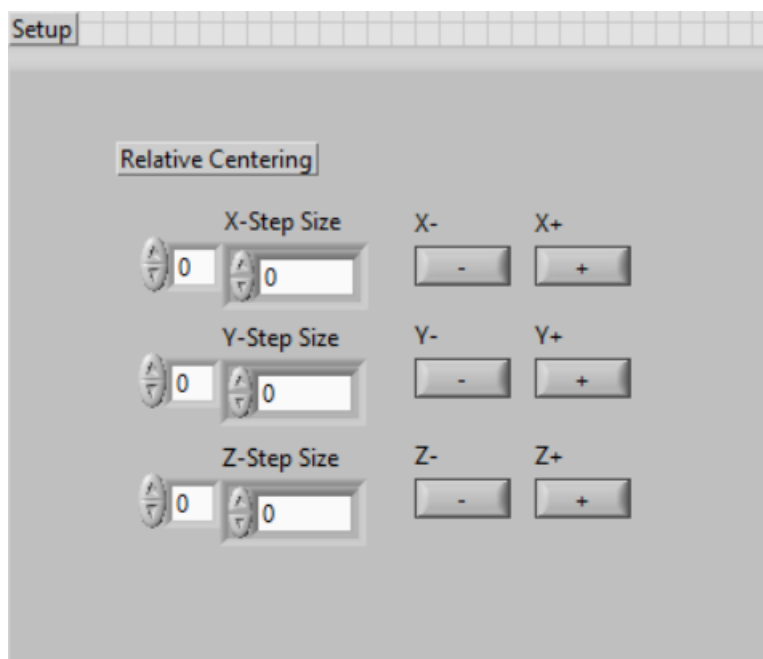 Setup
Relative Centering
X-Step Size X- X+
0 0 - +
Y-Step Size Y- Y+
0 0 - +
Z-Step Size Z- Z+
0 0 - +